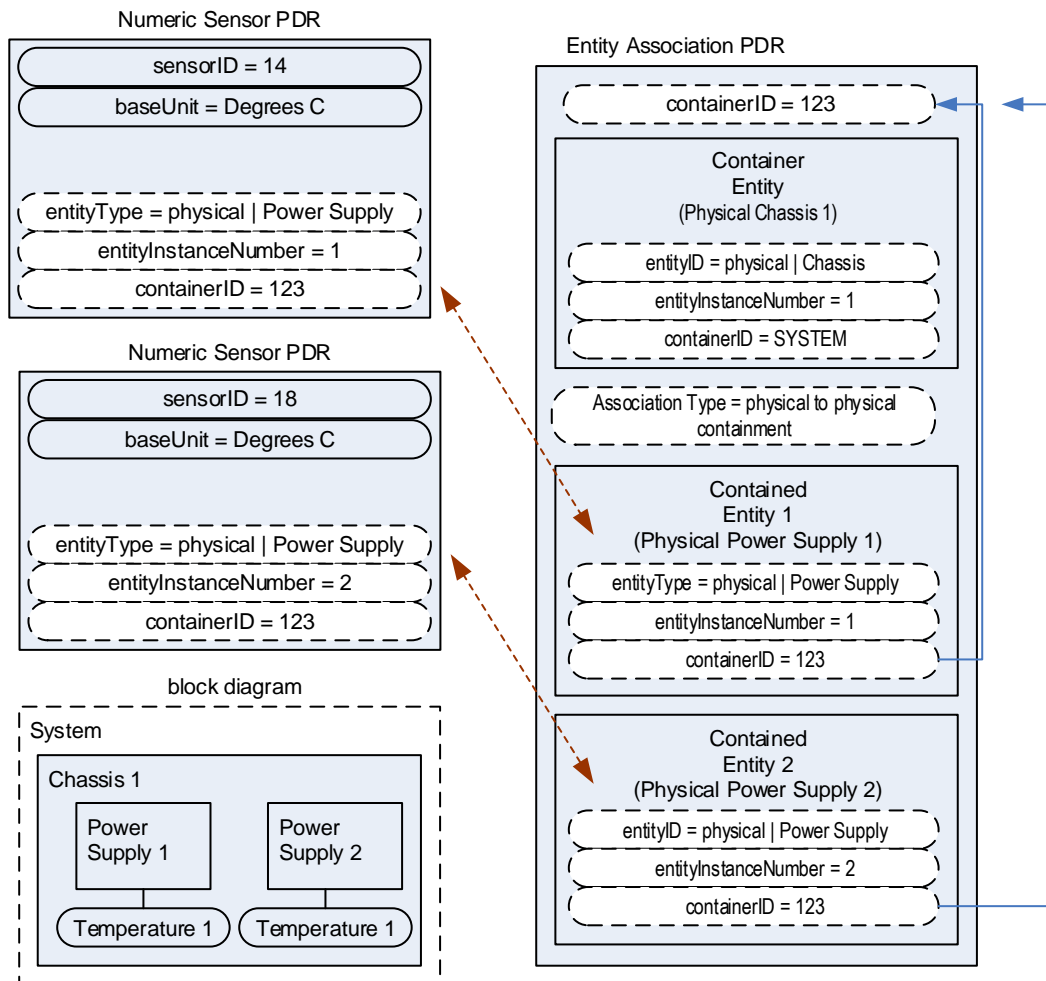 Numeric Sensor PDR
sensorID = 14
baseUnit = Degrees C
entityType = physical | Power Supply
entityInstanceNumber = 1
containerID = 123
Numeric Sensor PDR
sensorID = 18
baseUnit = Degrees C
entityType = physical | Power Supply
entityInstanceNumber = 2
containerID = 123
block diagram
System
Chassis 1
Power
Supply 1
Power
Supply 2
Temperature 1
Temperature 1
Entity Association PDR
containerID = 123
Container
Entity
(Physical Chassis 1)
entityID = physical | Chassis
entityInstanceNumber = 1
containerID = SYSTEM
Association Type = physical to physical
containment
Contained
Entity 1
(Physical Power Supply 1)
entityType = physical | Power Supply
entityInstanceNumber = 1
containerID = 123
Contained
Entity 2
(Physical Power Supply 2)
entityID = physical | Power Supply
entityInstanceNumber = 2
containerID = 123